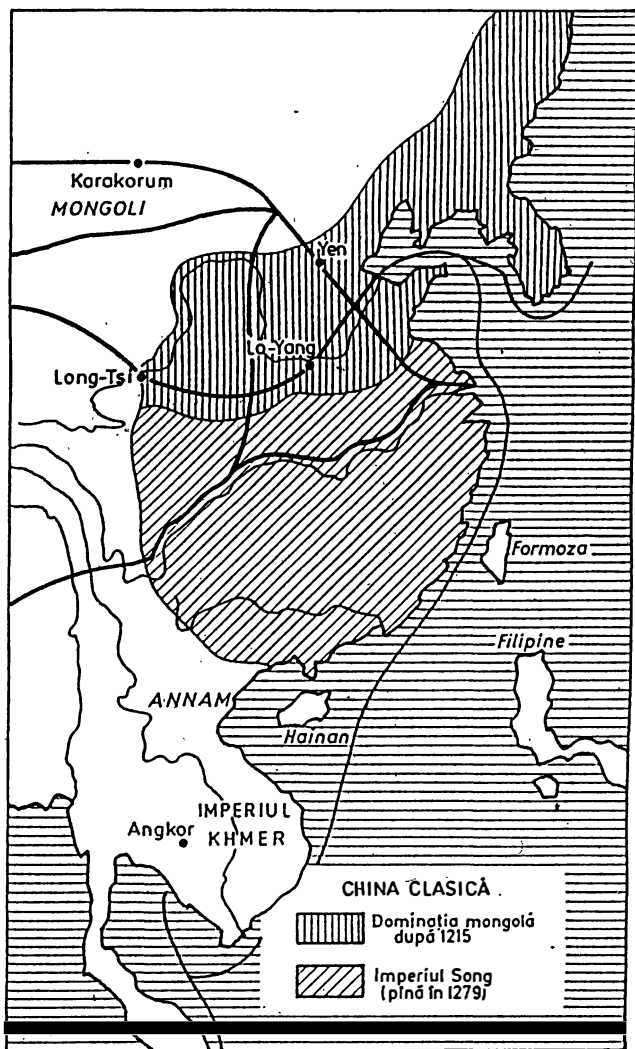 Karakorum
MONGOLI
Yen
Lo-Yang
Long-Tsi
Formoza
Filipine
ANNAM
Hainan
IMPERIUL
KHMER
Angkor
CHINA CLASICĂ
Dominația mongolă
după 1215
Imperiul Song
(pînă în 1279)